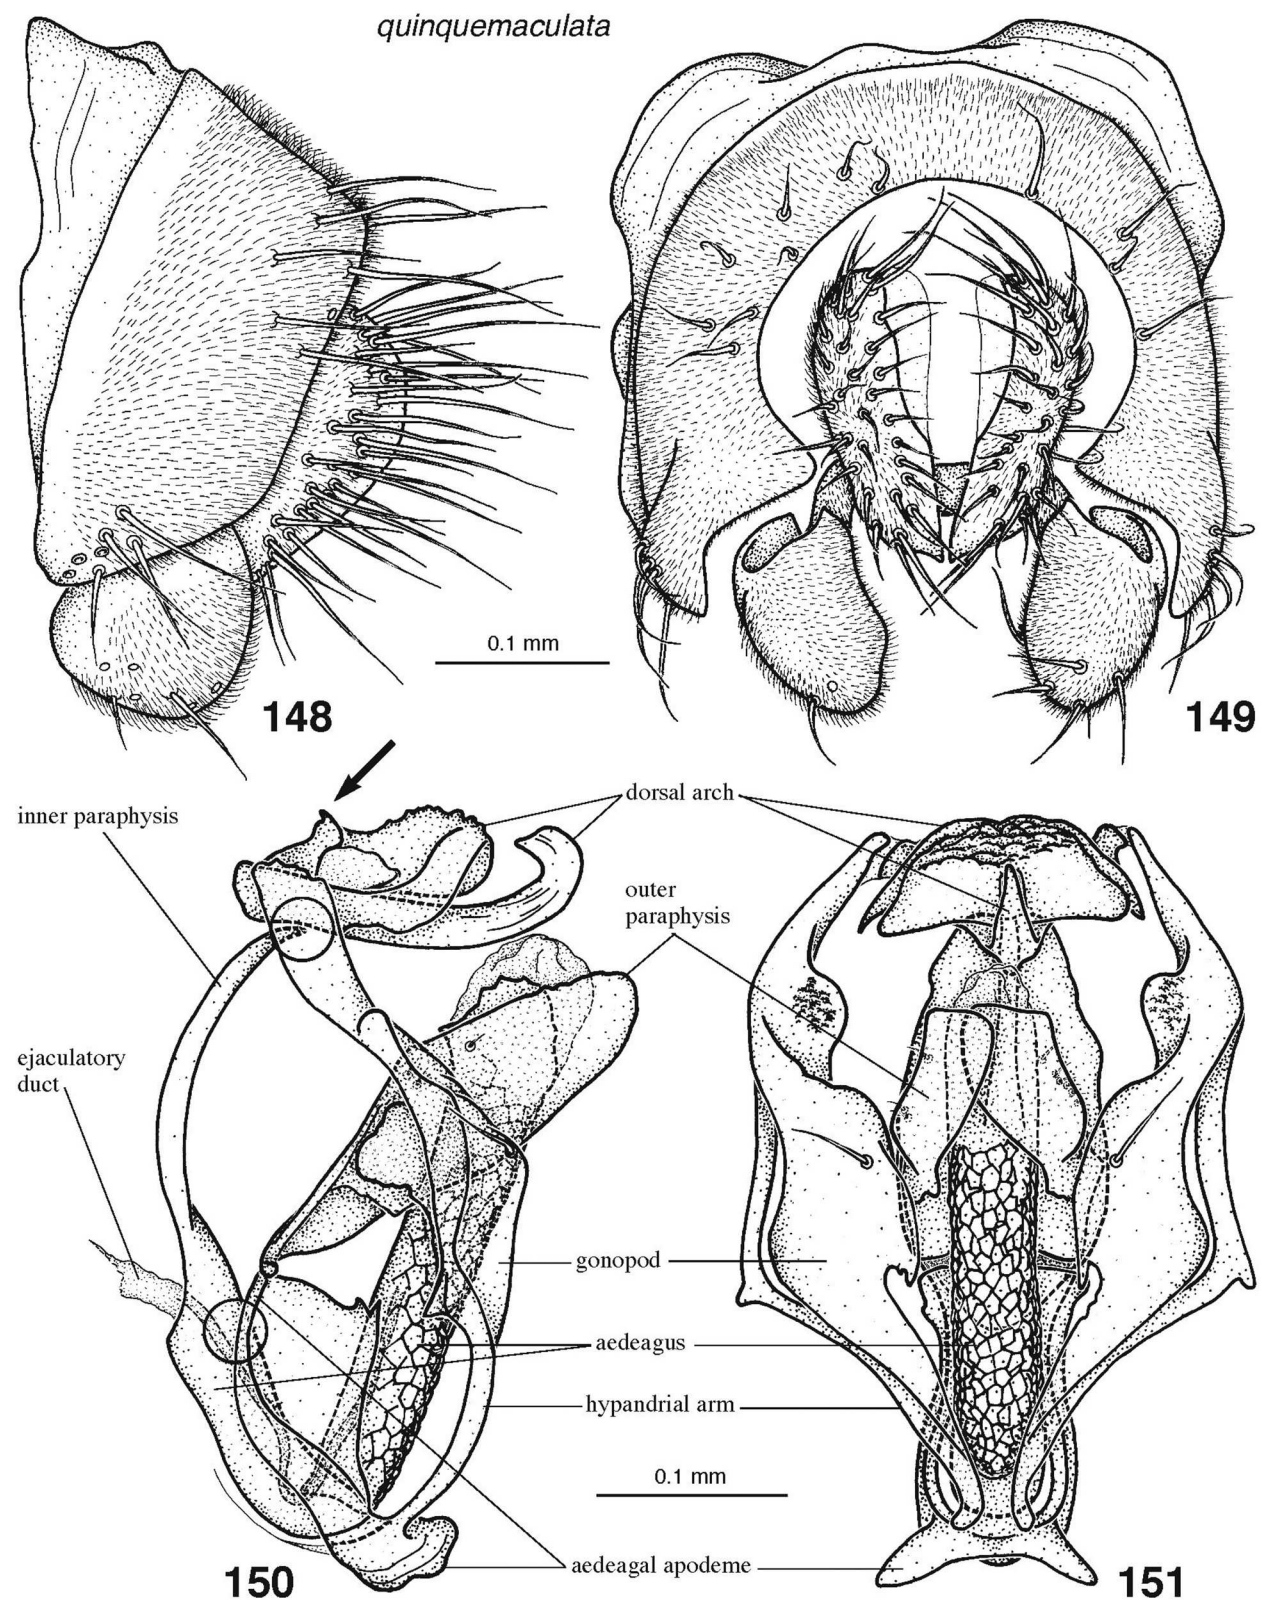 quinquemaculata
0.1 mm
148
149
inner paraphysis
dorsal arch
outer
paraphysis
ejaculatory
duct
gonopod
aedeagus
hypandrial arm
0.1 mm
aedeagal apodeme
150
151